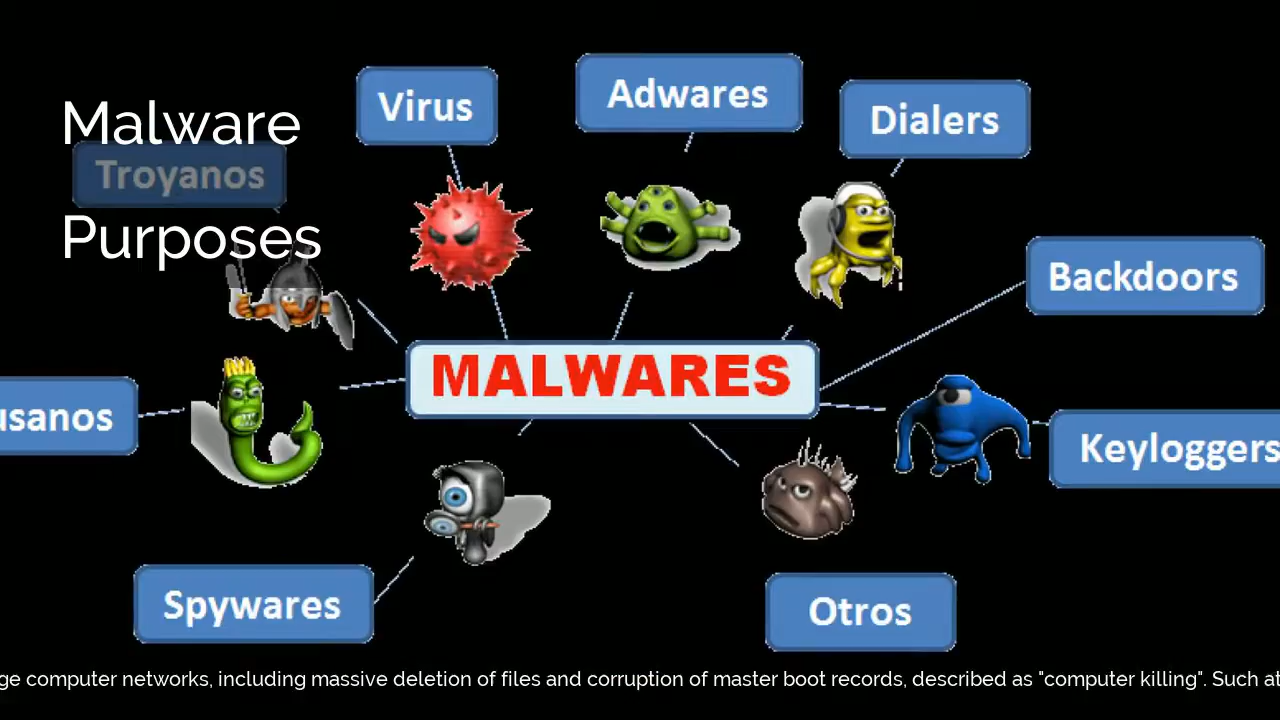 Malware
Purposes
Troyanos
Virus
Adwares
Dialers
Backdoors
MALWARES
usanos
Keyloggers
Spywares
Otros
ge computer networks, including massive deletion of files and corruption of master boot records, described as "computer killing". Such at